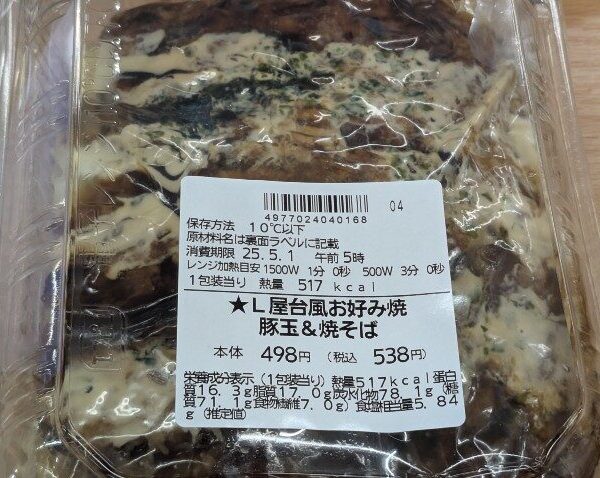 4977024040168 04
保存方法 10℃以下
原材料名は裏面ラベルに記載
消費期限 25.5.1 午前5時
レンジ加熱目安1500W 1分 0秒 500W 3分 0秒
1包装当り 熱量 517kcal
★L屋台風お好み焼
豚玉&焼そば
本体 498円 (税込 538円)
栄養成分表示(1包装当り)熱量517kcal蛋白
質16.3g脂質17.0g炭水化物78.1g(糖
質71.1g食物繊維7.0g)食塩相当量5.84
g(推定値)